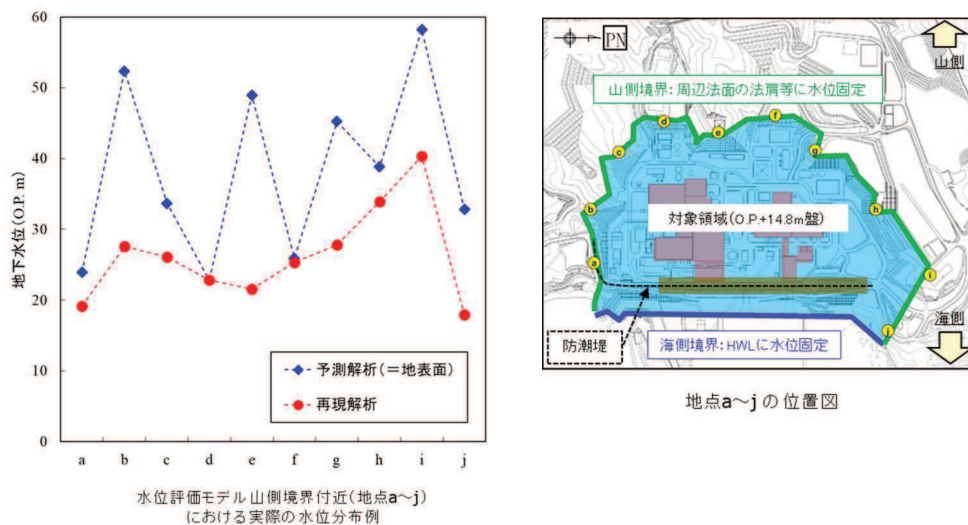 60
50
40
30
20
10
0
地下水位(O.P. m)
予測解析(＝地表面)
再現解析
a b c d e f g h i j
水位評価モデル山側境界付近(地点a～j)
における実際の水位分布例
PN
山側
山側境界:周辺法面の法肩等に水位固定
d
f
e
c
g
b
h
対象領域(O.P.+14.8m盤)
a
i
海側
j
防潮堤
海側境界:HWLに水位固定
地点a～jの位置図